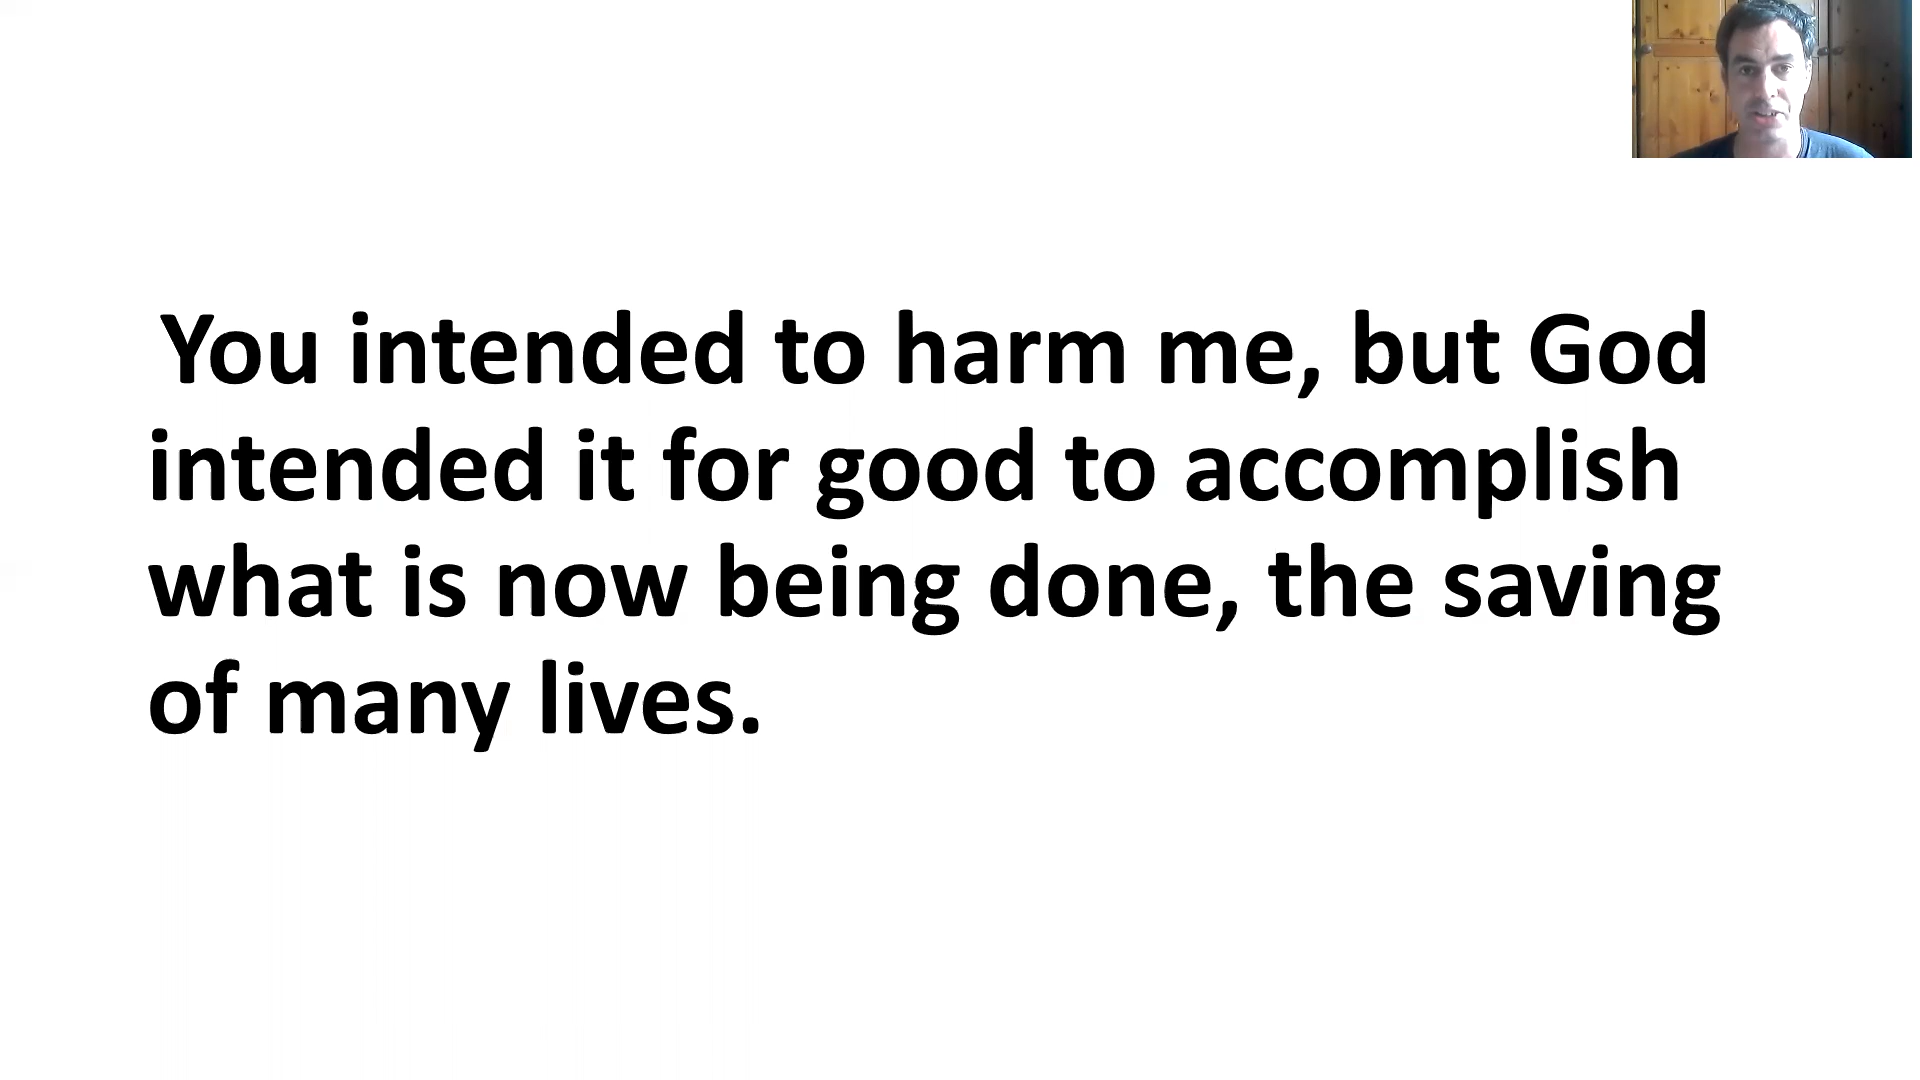 You intended to harm me, but God
intended it for good to accomplish
what is now being done, the saving
of many lives.